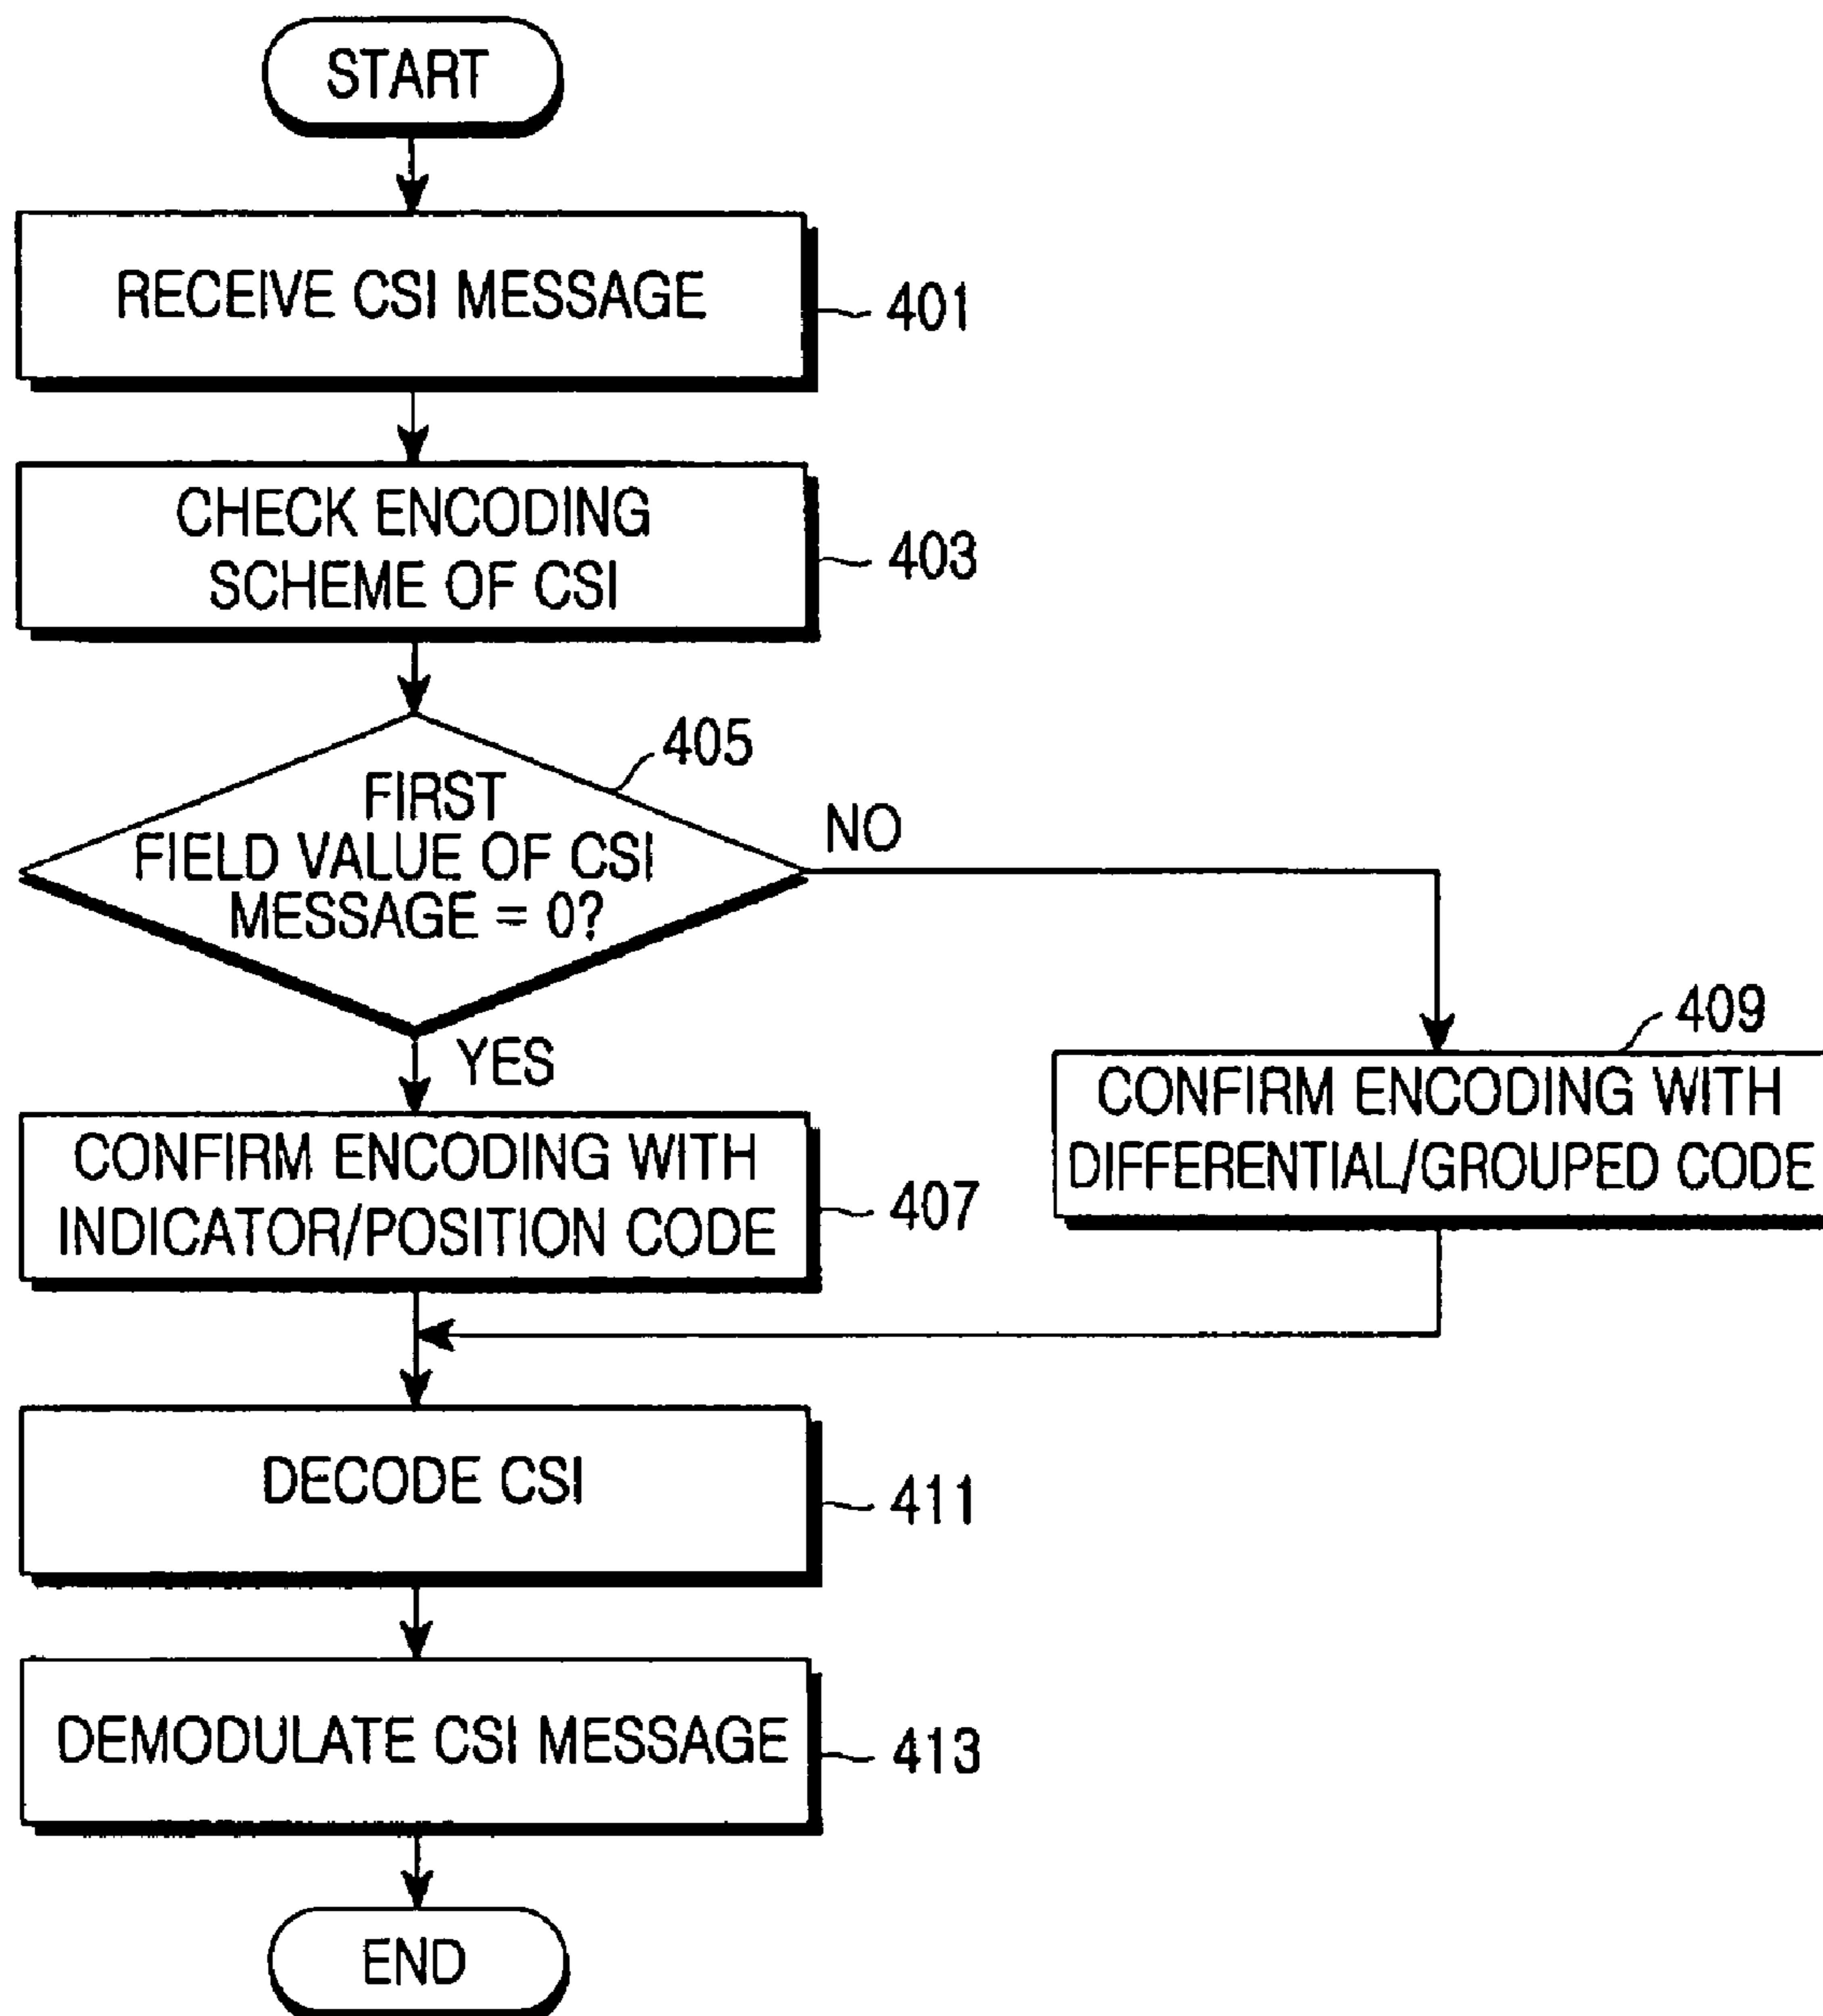 START
RECEIVE CSI MESSAGE
401
CHECK ENCODING
SCHEME OF CSI
403
405
FIRST
FIELD VALUE OF CSI
MESSAGE = 0?
NO
YES
409
CONFIRM ENCODING WITH
DIFFERENTIAL/GROUPED CODE
CONFIRM ENCODING WITH
INDICATOR/POSITION CODE
407
DECODE CSI
411
DEMODULATE CSI MESSAGE
413
END